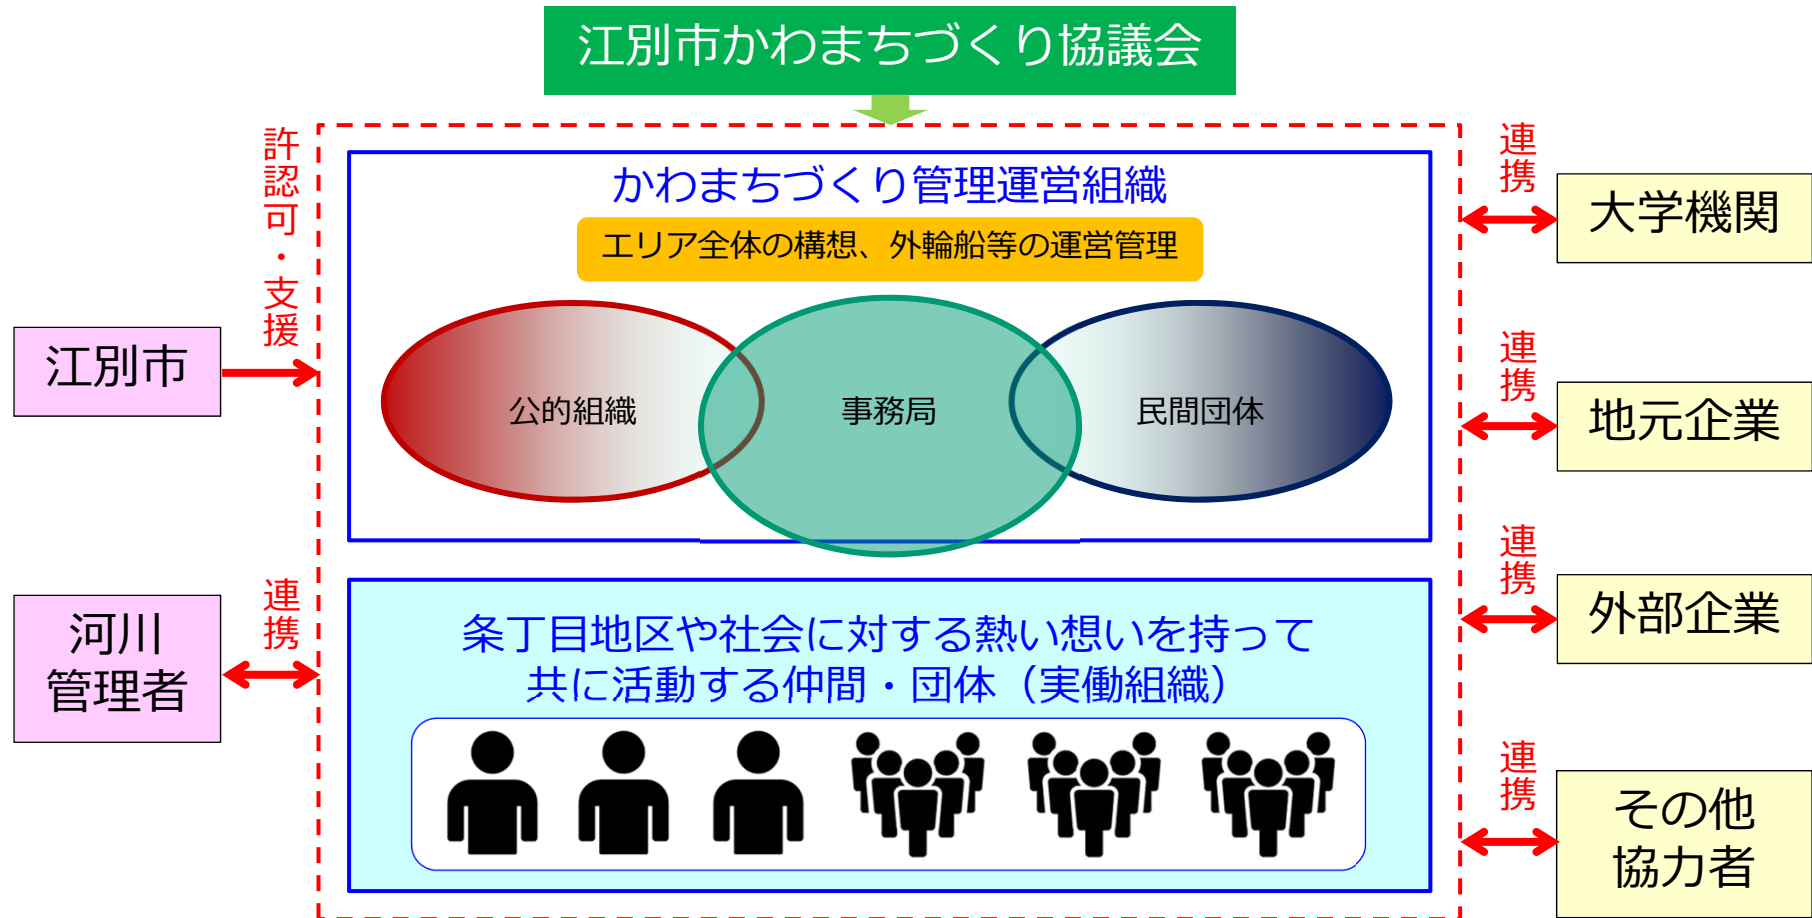 江別市かわまちづくり協議会
許認可・支援
かわまちづくり管理運営組織
エリア全体の構想、外輪船等の運営管理
公的組織
事務局
民間団体
江別市
河川
管理者
連携
条丁目地区や社会に対する熱い想いを持って
共に活動する仲間・団体（実働組織）
連携
大学機関
連携
地元企業
連携
外部企業
連携
その他
協力者